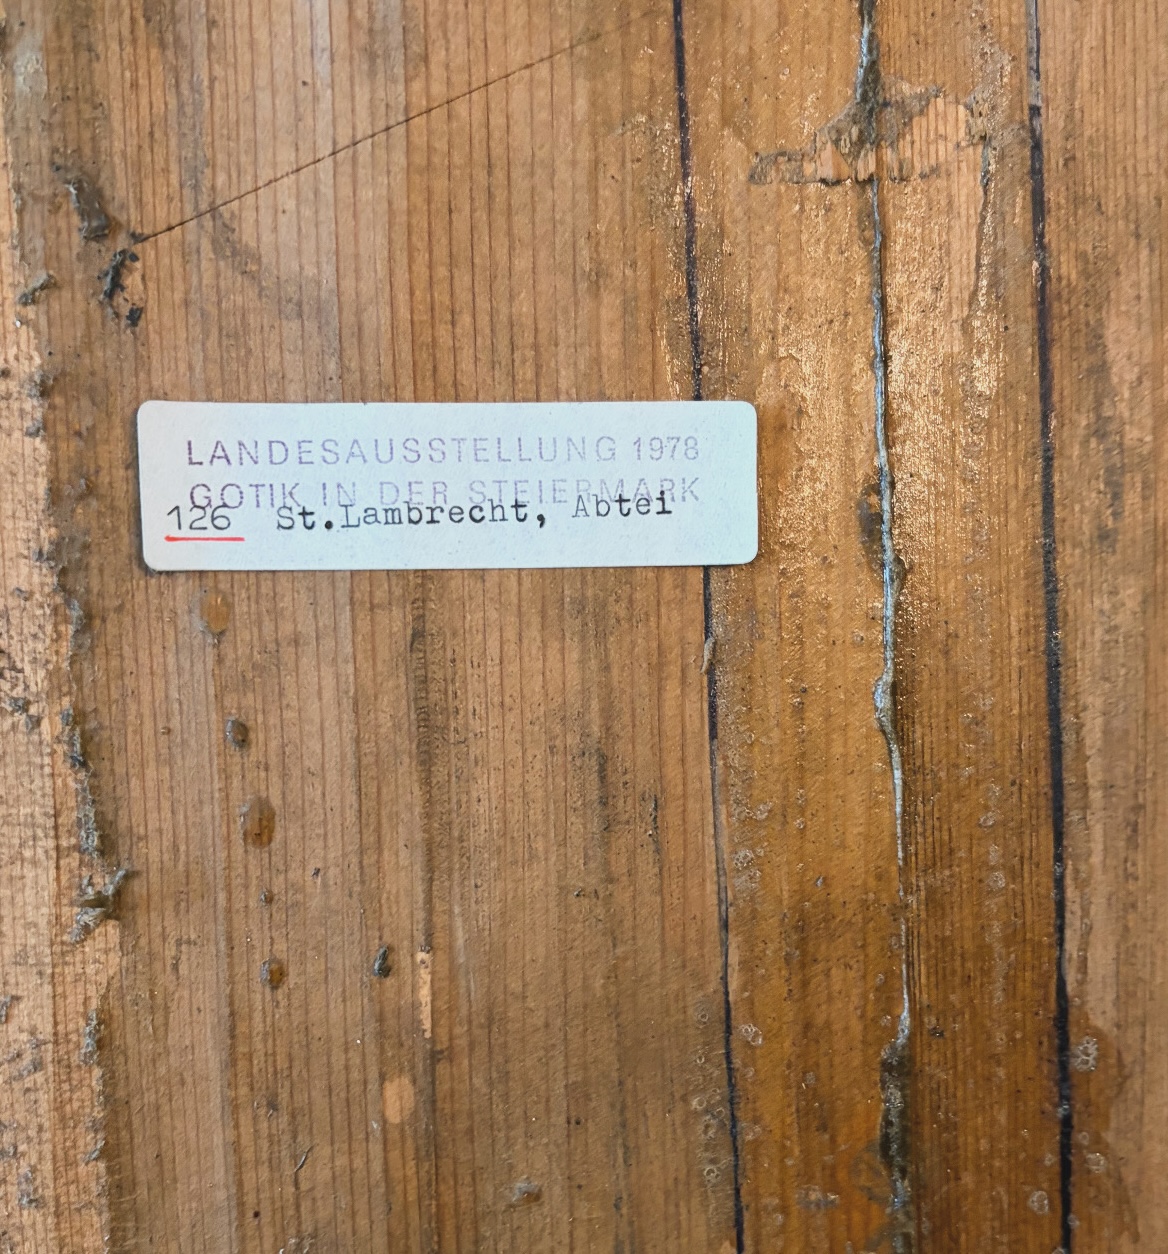 LANDESAUSSTELLUNG 1978
GOTIK IN DER STEIERMARK
126 St.Lambrecht, Abtei